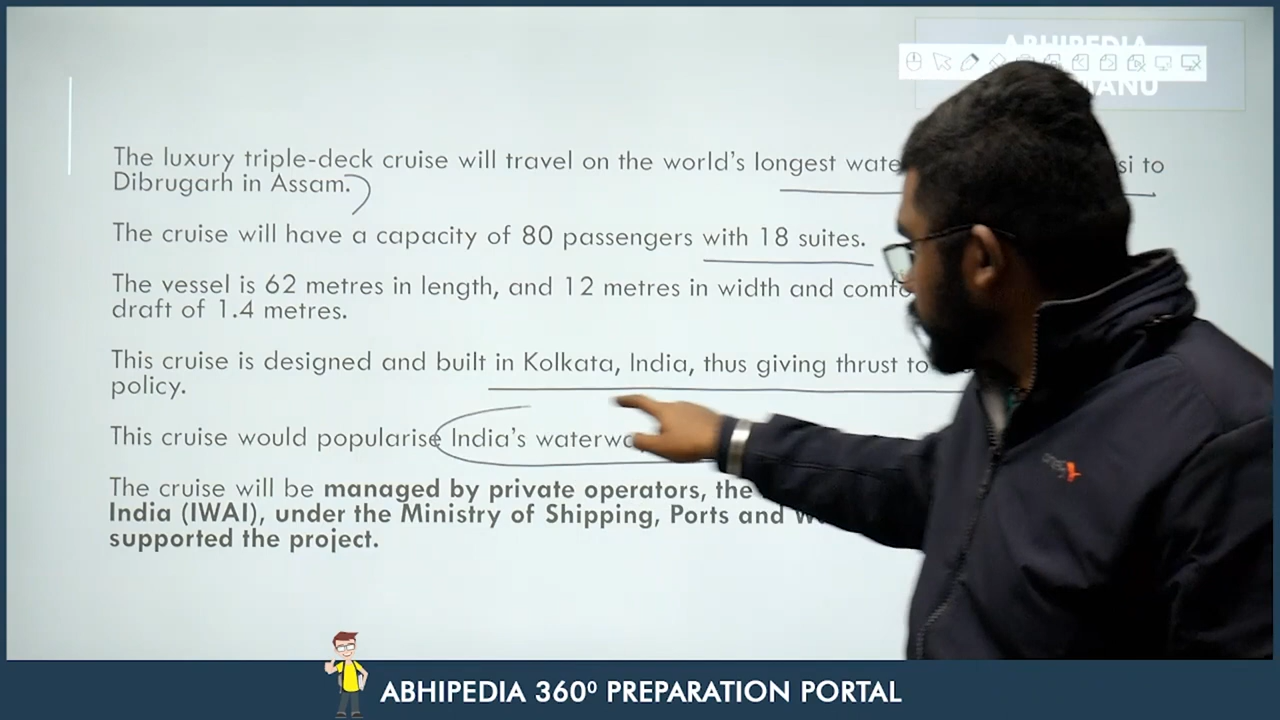 ABHIPEDIA
MANU
The luxury triple-deck cruise will travel on the world's longest
to
Dibrugarh in Assam.
The cruise will have a capacity of 80 passengers with 18 suites.
The vessel is 62 metres in length, and 12 metres in width and
draft of 1.4 metres.
This cruise is designed and built in Kolkata, India, thus giving thrust to
policy.
This cruise would popularise India's
The cruise will be managed by private operators, the
India (IWAI), under the Ministry of Shipping, Ports and
supported the project.
ABHIPEDIA 360⁰ PREPARATION PORTAL